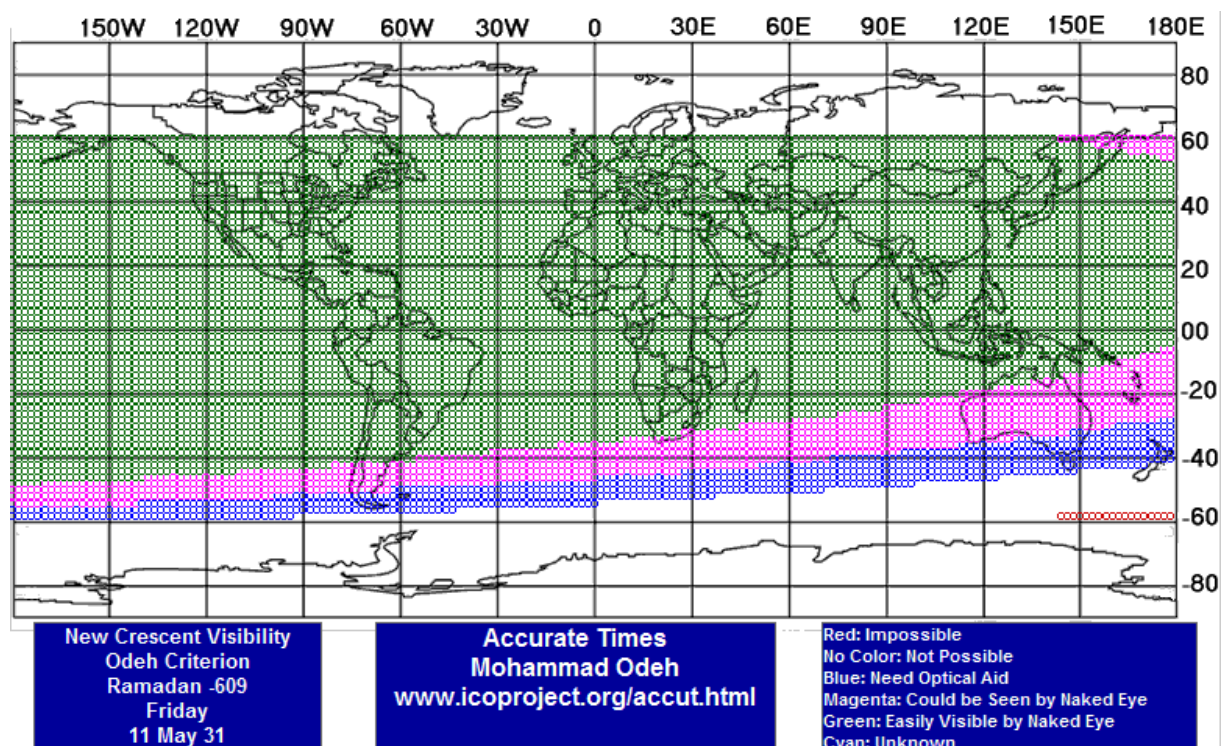 150W 120W 90W 60W 30W 0 30E 60E 90E 120E 150E 180E
80
60
40
20
00
-20
-40
-60
-80
New Crescent Visibility
Odeh Criterion
Ramadan -609
Friday
11 May 31
Accurate Times
Mohammad Odeh
www.icoproject.org/accut.html
Red: Impossible
No Color: Not Possible
Blue: Need Optical Aid
Magenta: Could be Seen by Naked Eye
Green: Easily Visible by Naked Eye
Cyan: Unknown